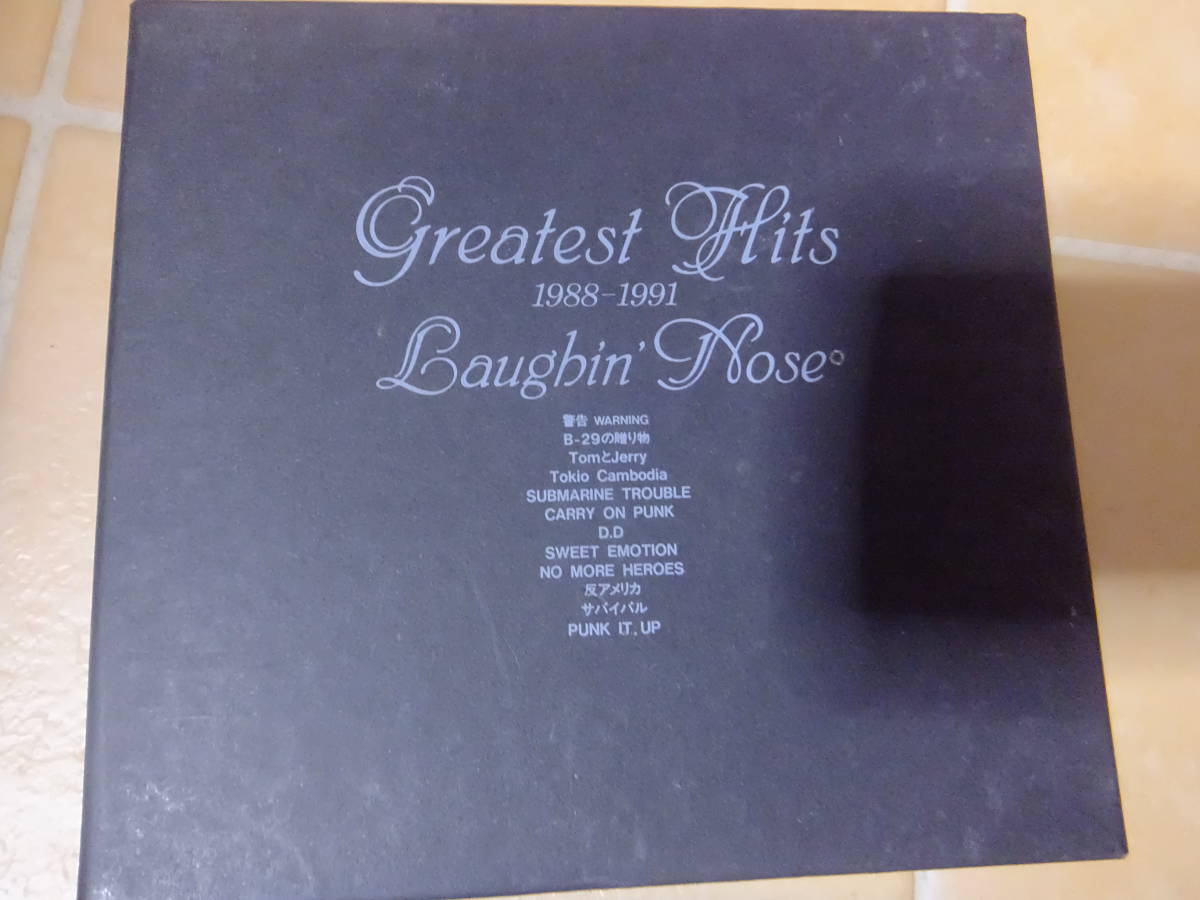 Greatest Hits
1988-1991
Laughin' Nose
警告 WARNING
B-29の贈り物
TomとJerry
Tokio Cambodia
SUBMARINE TROUBLE
CARRY ON PUNK
D.D
SWEET EMOTION
NO MORE HEROES
反アメリカ
サバイバル
PUNK IT. UP